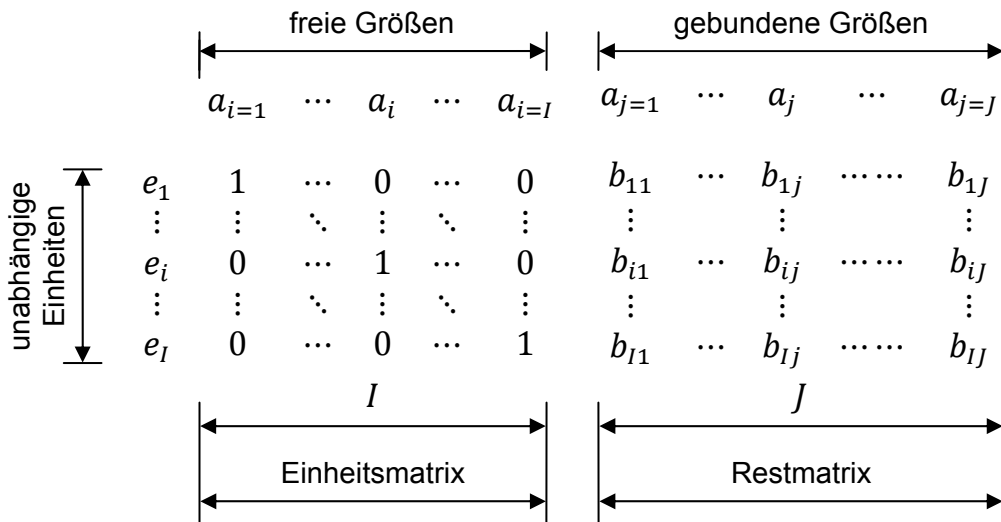 freie Größen gebundene Größen
a_{i=1} ⋯ a_i ⋯ a_{i=I} a_{j=1} ⋯ a_j ⋯ a_{j=J}
unabhängige
Einheiten
e_1 1 ⋯ 0 ⋯ 0 b_{11} ⋯ b_{1j} ⋯⋯ b_{1J}
⋮ ⋮ ⋱ ⋮ ⋱ ⋮ ⋮ ⋮ ⋮
e_i 0 ⋯ 1 ⋯ 0 b_{i1} ⋯ b_{ij} ⋯⋯ b_{iJ}
⋮ ⋮ ⋱ ⋮ ⋱ ⋮ ⋮ ⋮ ⋮
e_I 0 ⋯ 0 ⋯ 1 b_{I1} ⋯ b_{Ij} ⋯⋯ b_{IJ}
I J
Einheitsmatrix Restmatrix